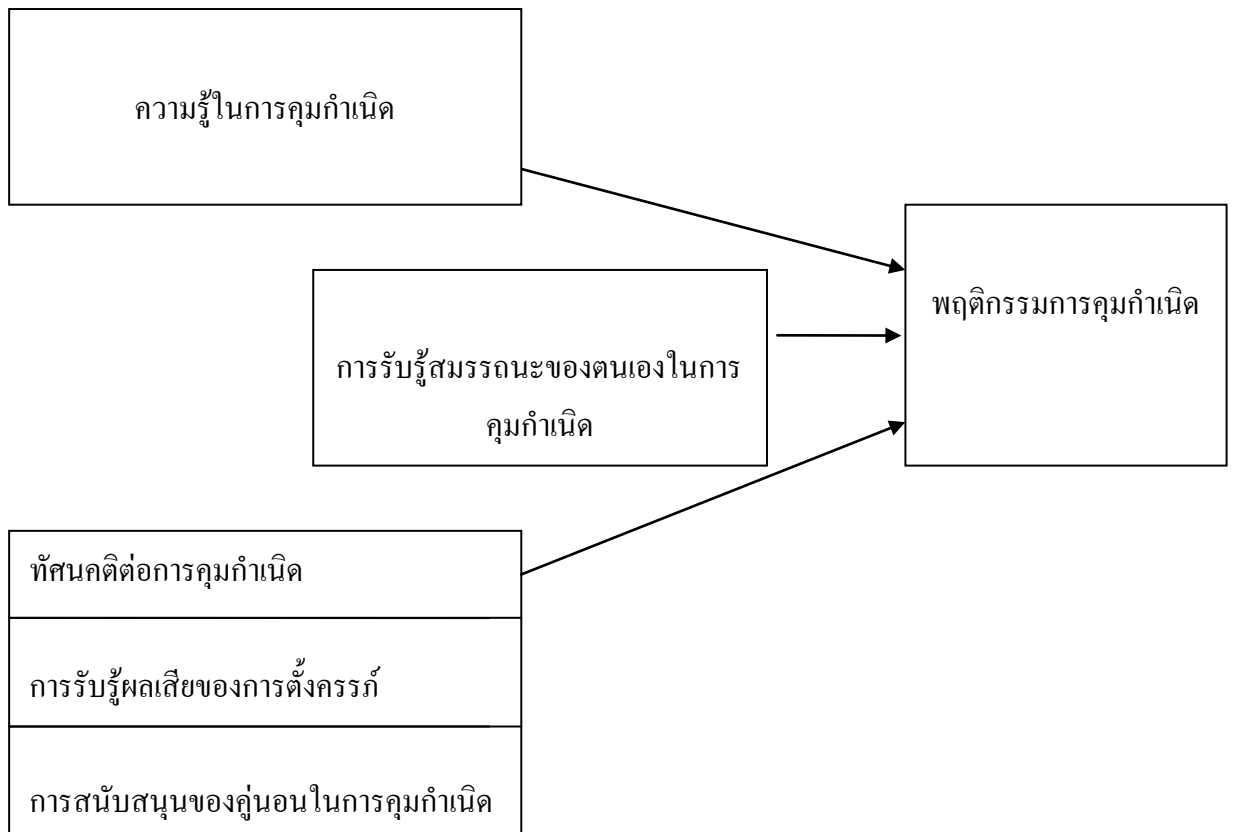 ความรู้ในการคุมกำเนิด
พฤติกรรมการคุมกำเนิด
การรับรู้สมรรถนะของตนเองในการ
คุมกำเนิด
ทัศนคติต่อการคุมกำเนิด
การรับรู้ผลเสียของการตั้งครรภ์
การสนับสนุนของคู่นอนในการคุมกำเนิด